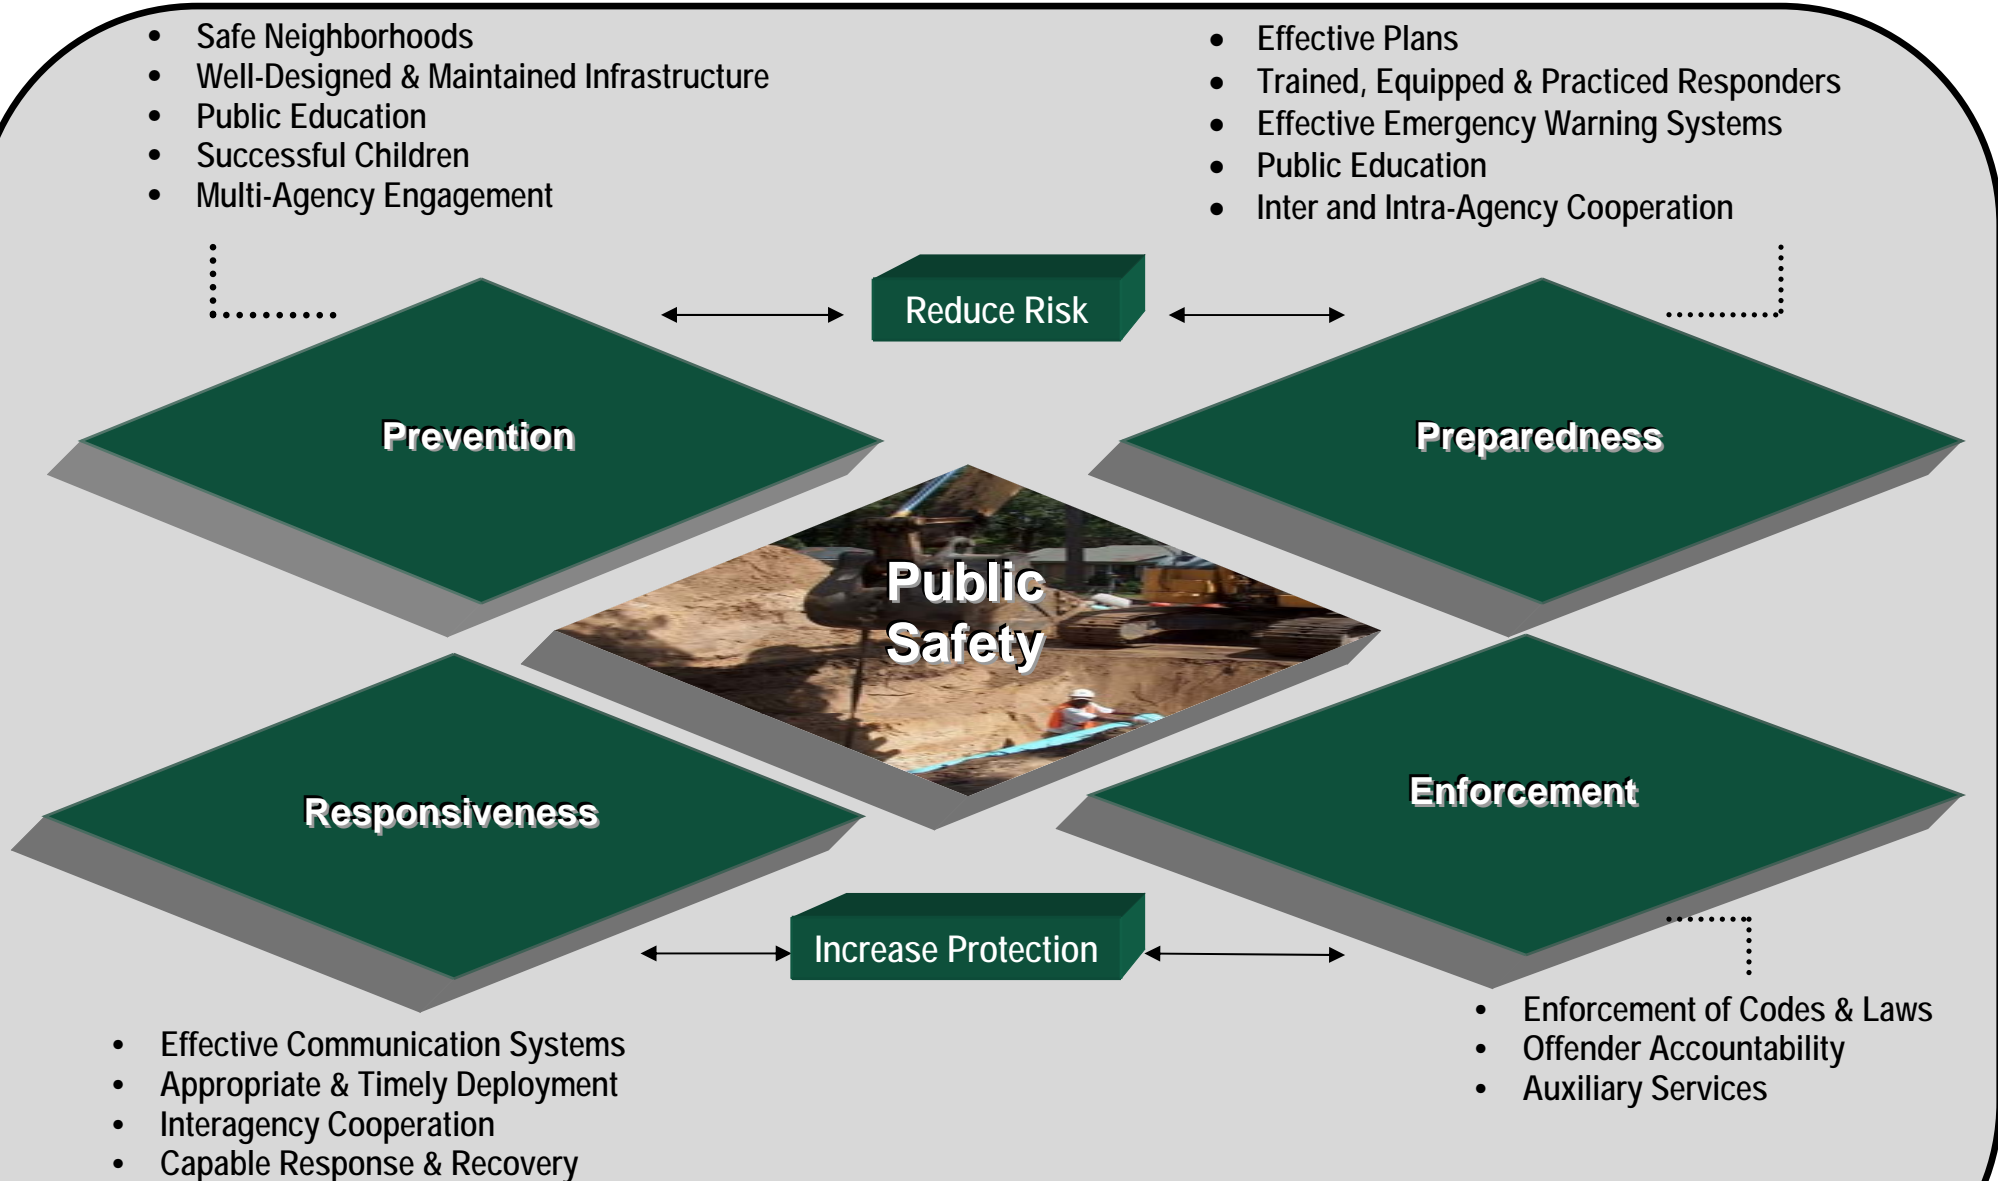 • Safe Neighborhoods
• Well-Designed & Maintained Infrastructure
• Public Education
• Successful Children
• Multi-Agency Engagement
• Effective Plans
• Trained, Equipped & Practiced Responders
• Effective Emergency Warning Systems
• Public Education
• Inter and Intra-Agency Cooperation
Reduce Risk
Prevention
Preparedness
Public
Safety
Responsiveness
Enforcement
Increase Protection
• Effective Communication Systems
• Appropriate & Timely Deployment
• Interagency Cooperation
• Capable Response & Recovery
• Enforcement of Codes & Laws
• Offender Accountability
• Auxiliary Services